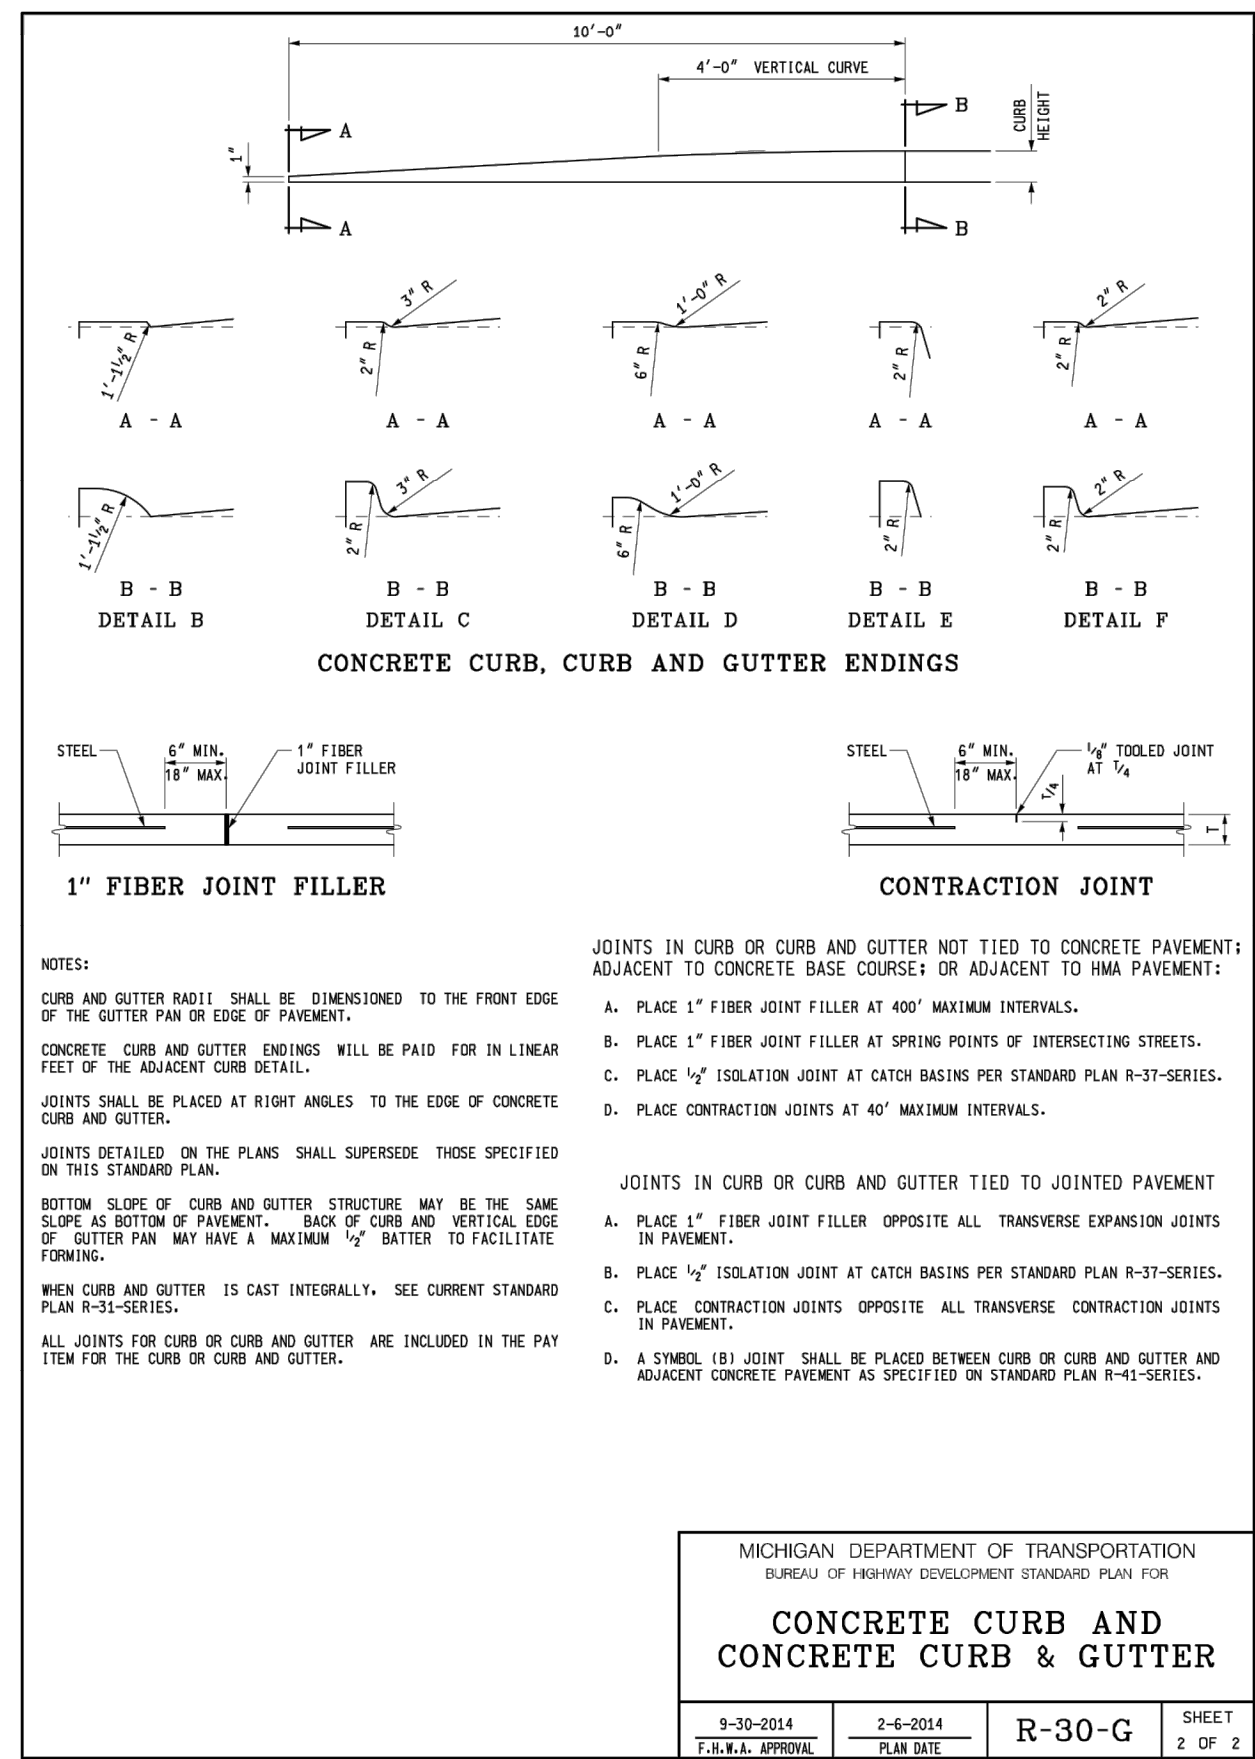 10'-0"
4'-0" VERTICAL CURVE
A
B
CURB
HEIGHT
1"
A
B
1'-1½" R
3" R
2" R
1'-0" R
6" R
2" R
2" R
2" R
A - A
A - A
A - A
A - A
A - A
1'-1½" R
3" R
2" R
1'-0" R
6" R
2" R
2" R
2" R
B - B
B - B
B - B
B - B
B - B
DETAIL B
DETAIL C
DETAIL D
DETAIL E
DETAIL F
CONCRETE CURB, CURB AND GUTTER ENDINGS
STEEL
6" MIN.
18" MAX.
1" FIBER
JOINT FILLER
1" FIBER JOINT FILLER
STEEL
6" MIN.
18" MAX.
T/4
⅛" TOOLED JOINT
AT T/4
T
CONTRACTION JOINT
NOTES:
CURB AND GUTTER RADII SHALL BE DIMENSIONED TO THE FRONT EDGE
OF THE GUTTER PAN OR EDGE OF PAVEMENT.
CONCRETE CURB AND GUTTER ENDINGS WILL BE PAID FOR IN LINEAR
FEET OF THE ADJACENT CURB DETAIL.
JOINTS SHALL BE PLACED AT RIGHT ANGLES TO THE EDGE OF CONCRETE
CURB AND GUTTER.
JOINTS DETAILED ON THE PLANS SHALL SUPERSEDE THOSE SPECIFIED
ON THIS STANDARD PLAN.
BOTTOM SLOPE OF CURB AND GUTTER STRUCTURE MAY BE THE SAME
SLOPE AS BOTTOM OF PAVEMENT. BACK OF CURB AND VERTICAL EDGE
OF GUTTER PAN MAY HAVE A MAXIMUM ½" BATTER TO FACILITATE
FORMING.
WHEN CURB AND GUTTER IS CAST INTEGRALLY, SEE CURRENT STANDARD
PLAN R-31-SERIES.
ALL JOINTS FOR CURB OR CURB AND GUTTER ARE INCLUDED IN THE PAY
ITEM FOR THE CURB OR CURB AND GUTTER.
JOINTS IN CURB OR CURB AND GUTTER NOT TIED TO CONCRETE PAVEMENT;
ADJACENT TO CONCRETE BASE COURSE; OR ADJACENT TO HMA PAVEMENT:
A. PLACE 1" FIBER JOINT FILLER AT 400' MAXIMUM INTERVALS.
B. PLACE 1" FIBER JOINT FILLER AT SPRING POINTS OF INTERSECTING STREETS.
C. PLACE ½" ISOLATION JOINT AT CATCH BASINS PER STANDARD PLAN R-37-SERIES.
D. PLACE CONTRACTION JOINTS AT 40' MAXIMUM INTERVALS.
JOINTS IN CURB OR CURB AND GUTTER TIED TO JOINTED PAVEMENT
A. PLACE 1" FIBER JOINT FILLER OPPOSITE ALL TRANSVERSE EXPANSION JOINTS
IN PAVEMENT.
B. PLACE ½" ISOLATION JOINT AT CATCH BASINS PER STANDARD PLAN R-37-SERIES.
C. PLACE CONTRACTION JOINTS OPPOSITE ALL TRANSVERSE CONTRACTION JOINTS
IN PAVEMENT.
D. A SYMBOL (B) JOINT SHALL BE PLACED BETWEEN CURB OR CURB AND GUTTER AND
ADJACENT CONCRETE PAVEMENT AS SPECIFIED ON STANDARD PLAN R-41-SERIES.
MICHIGAN DEPARTMENT OF TRANSPORTATION
BUREAU OF HIGHWAY DEVELOPMENT STANDARD PLAN FOR
CONCRETE CURB AND
CONCRETE CURB & GUTTER
9-30-2014
F.H.W.A. APPROVAL
2-6-2014
PLAN DATE
R-30-G
SHEET
2 OF 2